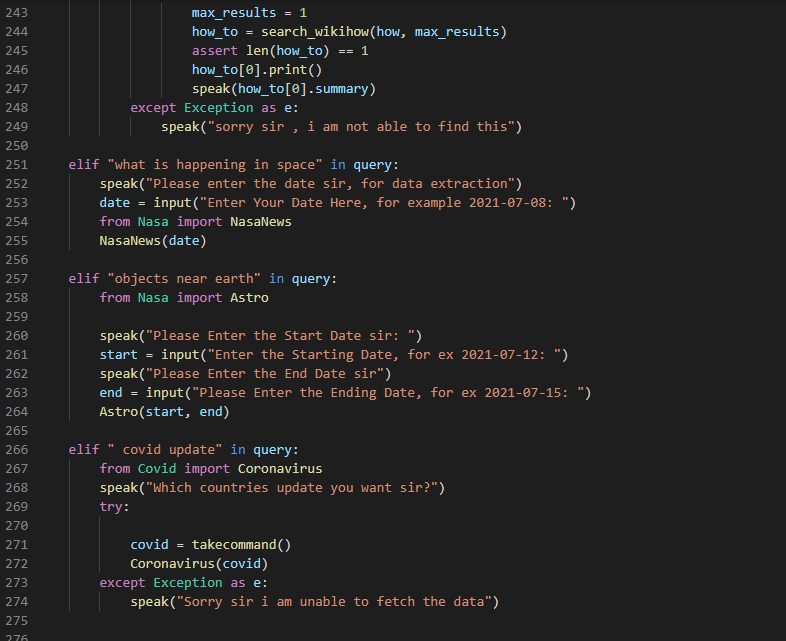 243 max_results = 1
244 how_to = search_wikihow(how, max_results)
245 assert len(how_to) == 1
246 how_to[0].print()
247 speak(how_to[0].summary)
248 except Exception as e:
249 speak("sorry sir , i am not able to find this")
250
251 elif "what is happening in space" in query:
252 speak("Please enter the date sir, for data extraction")
253 date = input("Enter Your Date Here, for example 2021-07-08: ")
254 from Nasa import NasaNews
255 NasaNews(date)
256
257 elif "objects near earth" in query:
258 from Nasa import Astro
259
260 speak("Please Enter the Start Date sir: ")
261 start = input("Enter the Starting Date, for ex 2021-07-12: ")
262 speak("Please Enter the End Date sir")
263 end = input("Please Enter the Ending Date, for ex 2021-07-15: ")
264 Astro(start, end)
265
266 elif " covid update" in query:
267 from Covid import Coronavirus
268 speak("Which countries update you want sir?")
269 try:
270
271 covid = takecommand()
272 Coronavirus(covid)
273 except Exception as e:
274 speak("Sorry sir i am unable to fetch the data")
275
276